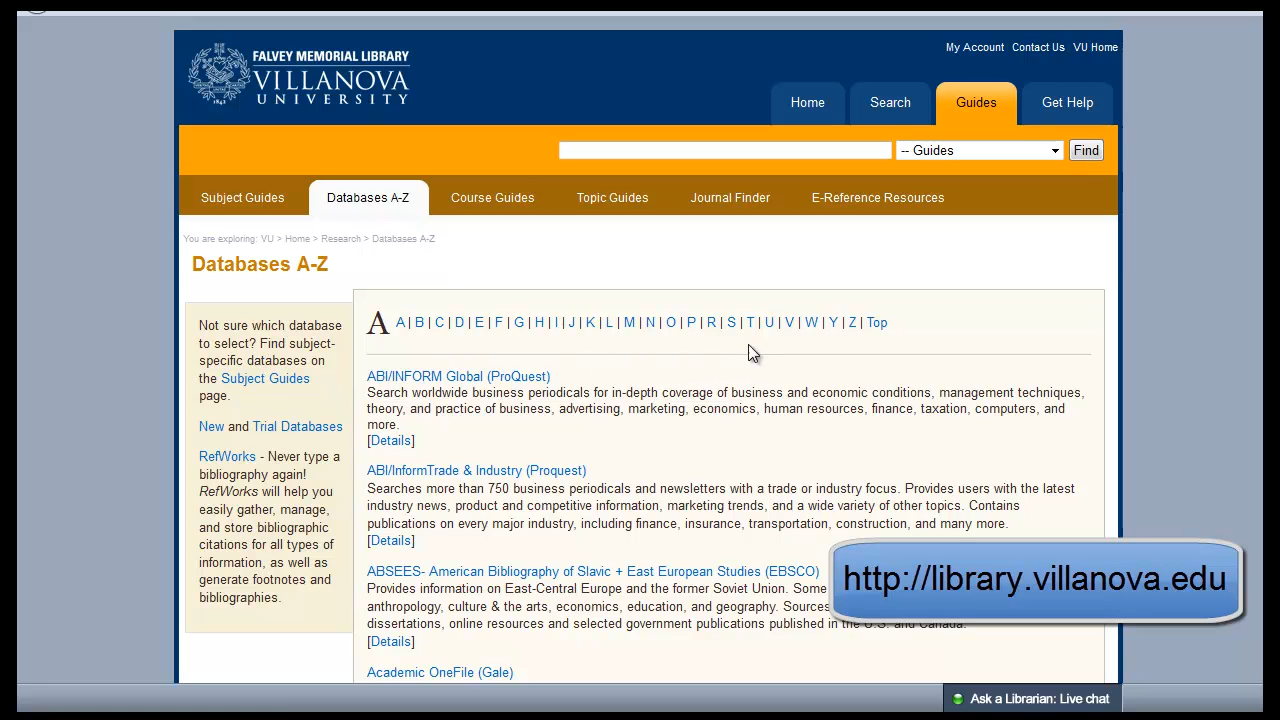 FALVEY MEMORIAL LIBRARY
VILLANOVA
UNIVERSITY
1842
My Account Contact Us VU Home
Home Search Guides Get Help
-- Guides Find
Subject Guides Databases A-Z Course Guides Topic Guides Journal Finder E-Reference Resources
You are exploring: VU > Home > Research > Databases A-Z
Databases A-Z
Not sure which database
to select? Find subject-
specific databases on
the Subject Guides
page.
New and Trial Databases
RefWorks - Never type a
bibliography again!
RefWorks will help you
easily gather, manage,
and store bibliographic
citations for all types of
information, as well as
generate footnotes and
bibliographies.
A A | B | C | D | E | F | G | H | I | J | K | L | M | N | O | P | R | S | T | U | V | W | Y | Z | Top
ABI/INFORM Global (ProQuest)
Search worldwide business periodicals for in-depth coverage of business and economic conditions, management techniques,
theory, and practice of business, advertising, marketing, economics, human resources, finance, taxation, computers, and
more.
[Details]
ABI/InformTrade & Industry (Proquest)
Searches more than 750 business periodicals and newsletters with a trade or industry focus. Provides users with the latest
industry news, product and competitive information, marketing trends, and a wide variety of other topics. Contains
publications on every major industry, including finance, insurance, transportation, construction, and many more.
[Details]
ABSEES- American Bibliography of Slavic + East European Studies (EBSCO)
Provides information on East-Central Europe and the former Soviet Union. Some
anthropology, culture & the arts, economics, education, and geography. Sources
dissertations, online resources and selected government publications published in the U.S. and Canada.
[Details]
Academic OneFile (Gale)
http://library.villanova.edu
Ask a Librarian: Live chat